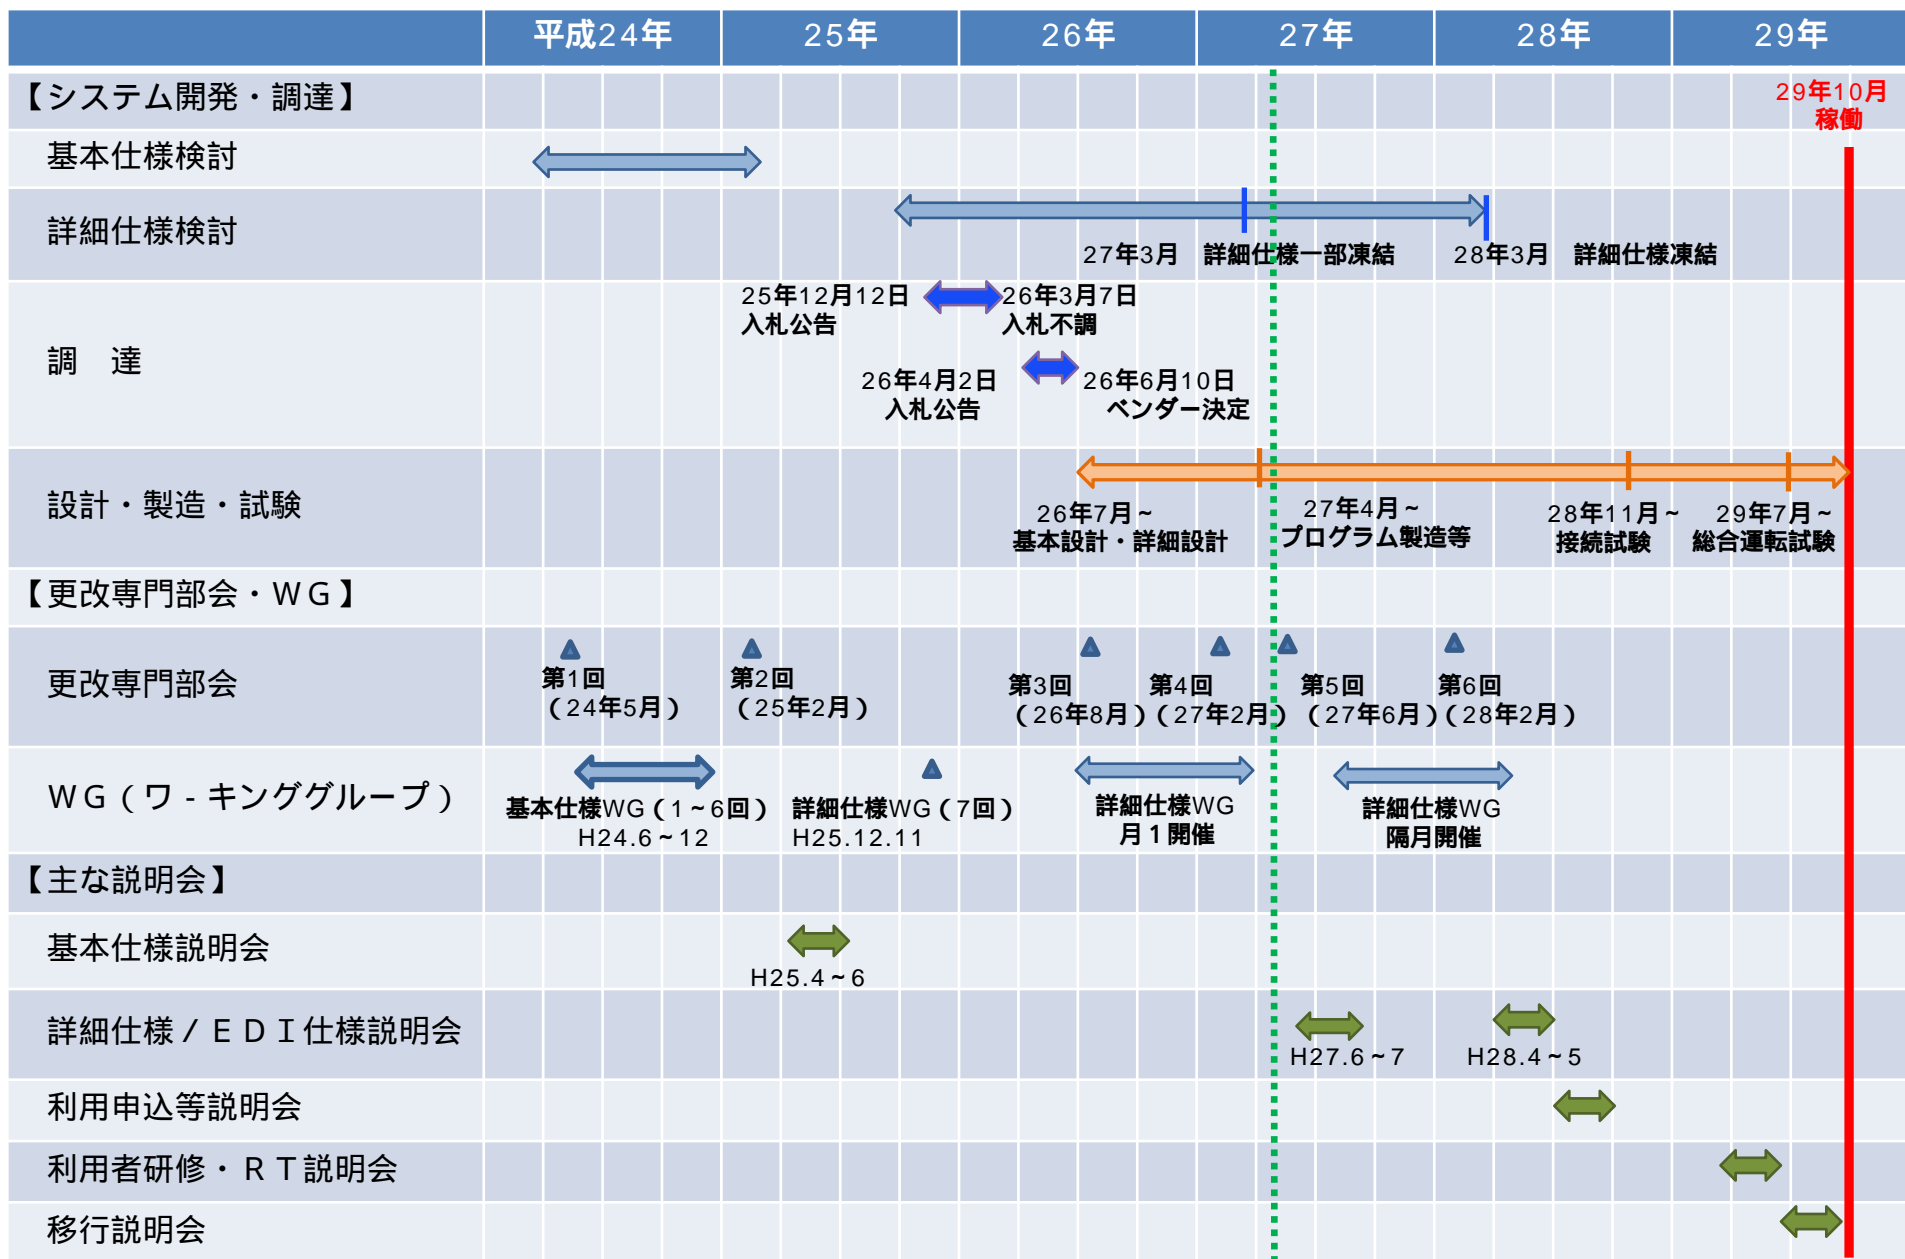 平成24年 25年 26年 27年 28年 29年
【システム開発・調達】
29年10月
稼働
基本仕様検討
詳細仕様検討
27年3月　詳細仕様一部凍結
28年3月　詳細仕様凍結
調　達
25年12月12日
入札公告
26年3月7日
入札不調
26年4月2日
入札公告
26年6月10日
ベンダー決定
設計・製造・試験
26年7月～
基本設計・詳細設計
27年4月～
プログラム製造等
28年11月～
接続試験
29年7月～
総合運転試験
【更改専門部会・ＷＧ】
更改専門部会
第1回
（24年5月）
第2回
（25年2月）
第3回
（26年8月）
第4回
（27年2月）
第5回
（27年6月）
第6回
（28年2月）
ＷＧ（ワ‐キンググループ）
基本仕様WG（1～6回）
H24.6～12
詳細仕様WG（7回）
H25.12.11
詳細仕様WG
月１開催
詳細仕様WG
隔月開催
【主な説明会】
基本仕様説明会
H25.4～6
詳細仕様／ＥＤＩ仕様説明会
H27.6～7
H28.4～5
利用申込等説明会
利用者研修・ＲＴ説明会
移行説明会